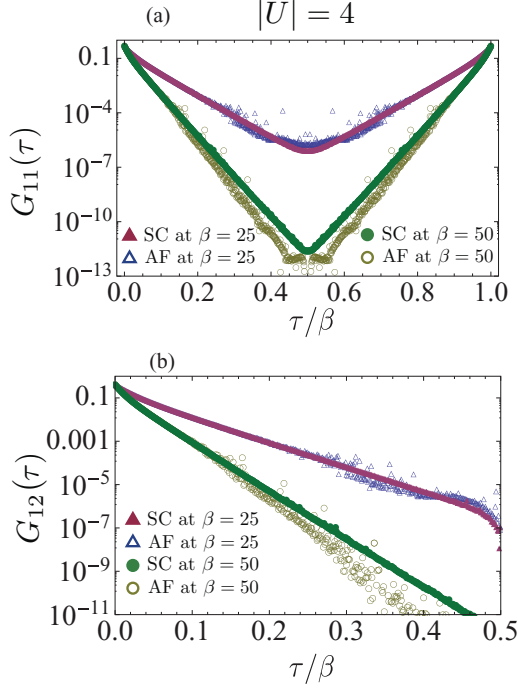 (a) |U| = 4
0.1
10⁻⁴
10⁻⁷
10⁻¹⁰
10⁻¹³
G₁₁(τ)
SC at β = 25 SC at β = 50
AF at β = 25 AF at β = 50
0.0 0.2 0.4 0.6 0.8 1.0
τ/β
(b)
0.1
0.001
10⁻⁵
10⁻⁷
10⁻⁹
10⁻¹¹
G₁₂(τ)
SC at β = 25
AF at β = 25
SC at β = 50
AF at β = 50
0.0 0.1 0.2 0.3 0.4 0.5
τ/β